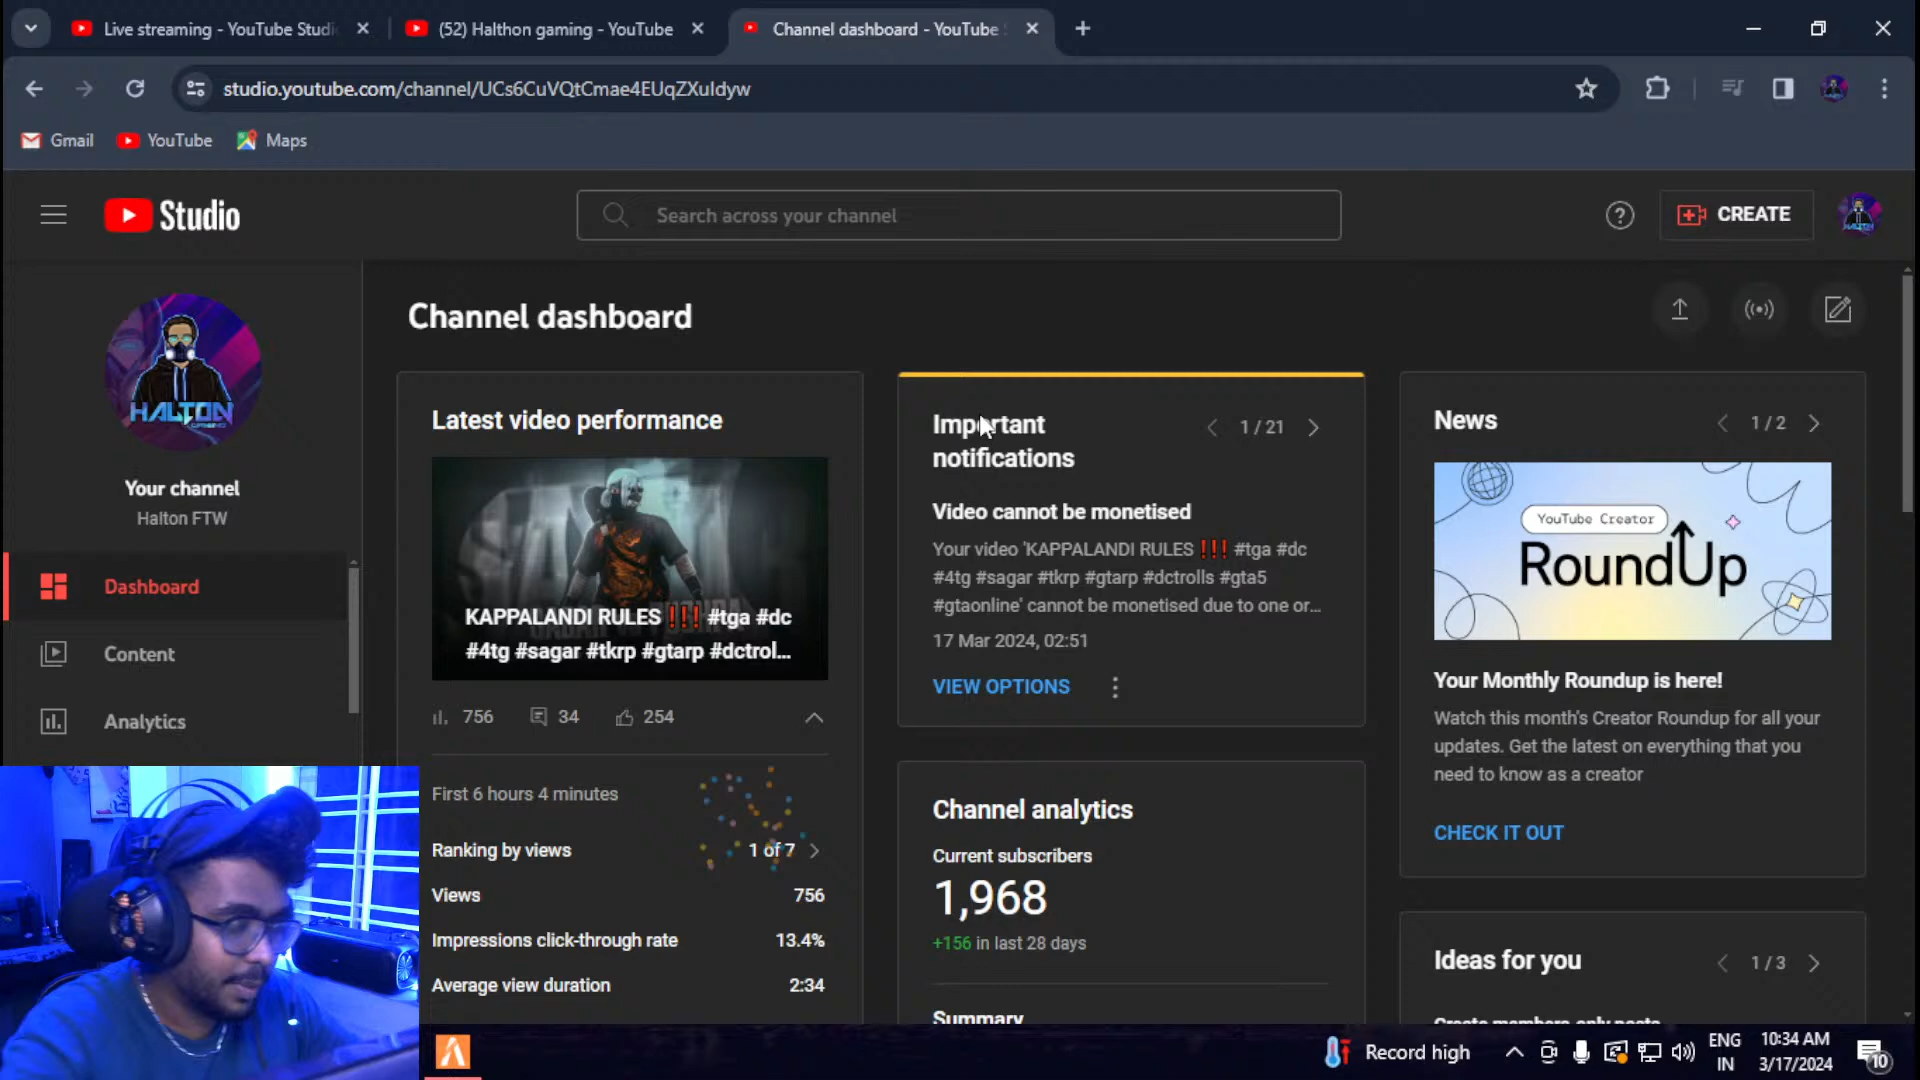 Live streaming - YouTube Studi
(52) Halthon gaming - YouTube
Channel dashboard - YouTube S
studio.youtube.com/channel/UCs6CuVQtCmae4EUqZXuIdyw
Gmail
YouTube
Maps
Studio
Search across your channel
CREATE
Channel dashboard
HALTON
Your channel
Halton FTW
Dashboard
Content
Analytics
Latest video performance
KAPPALANDI RULES ❗❗❗ #tga #dc
#4tg #sagar #tkrp #gtarp #dctrol...
756
34
254
First 6 hours 4 minutes
Ranking by views
1 of 7
Views
756
Impressions click-through rate
13.4%
Average view duration
2:34
Important
notifications
1 / 21
Video cannot be monetised
Your video 'KAPPALANDI RULES ❗❗❗ #tga #dc
#4tg #sagar #tkrp #gtarp #dctrolls #gta5
#gtaonline' cannot be monetised due to one or...
17 Mar 2024, 02:51
VIEW OPTIONS
Channel analytics
Current subscribers
1,968
+156 in last 28 days
Summary
News
1 / 2
YouTube Creator
RoundUp
Your Monthly Roundup is here!
Watch this month's Creator Roundup for all your
updates. Get the latest on everything that you
need to know as a creator
CHECK IT OUT
Ideas for you
1 / 3
Create members-only posts
Record high
ENG
IN
10:34 AM
3/17/2024
10